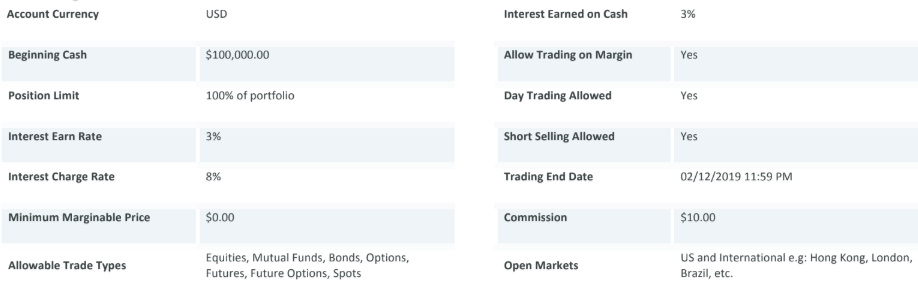 Account Currency USD Interest Earned on Cash 3%
Beginning Cash $100,000.00 Allow Trading on Margin Yes
Position Limit 100% of portfolio Day Trading Allowed Yes
Interest Earn Rate 3% Short Selling Allowed Yes
Interest Charge Rate 8% Trading End Date 02/12/2019 11:59 PM
Minimum Marginable Price $0.00 Commission $10.00
Allowable Trade Types Equities, Mutual Funds, Bonds, Options,
Futures, Future Options, Spots
Open Markets US and International e.g: Hong Kong, London,
Brazil, etc.